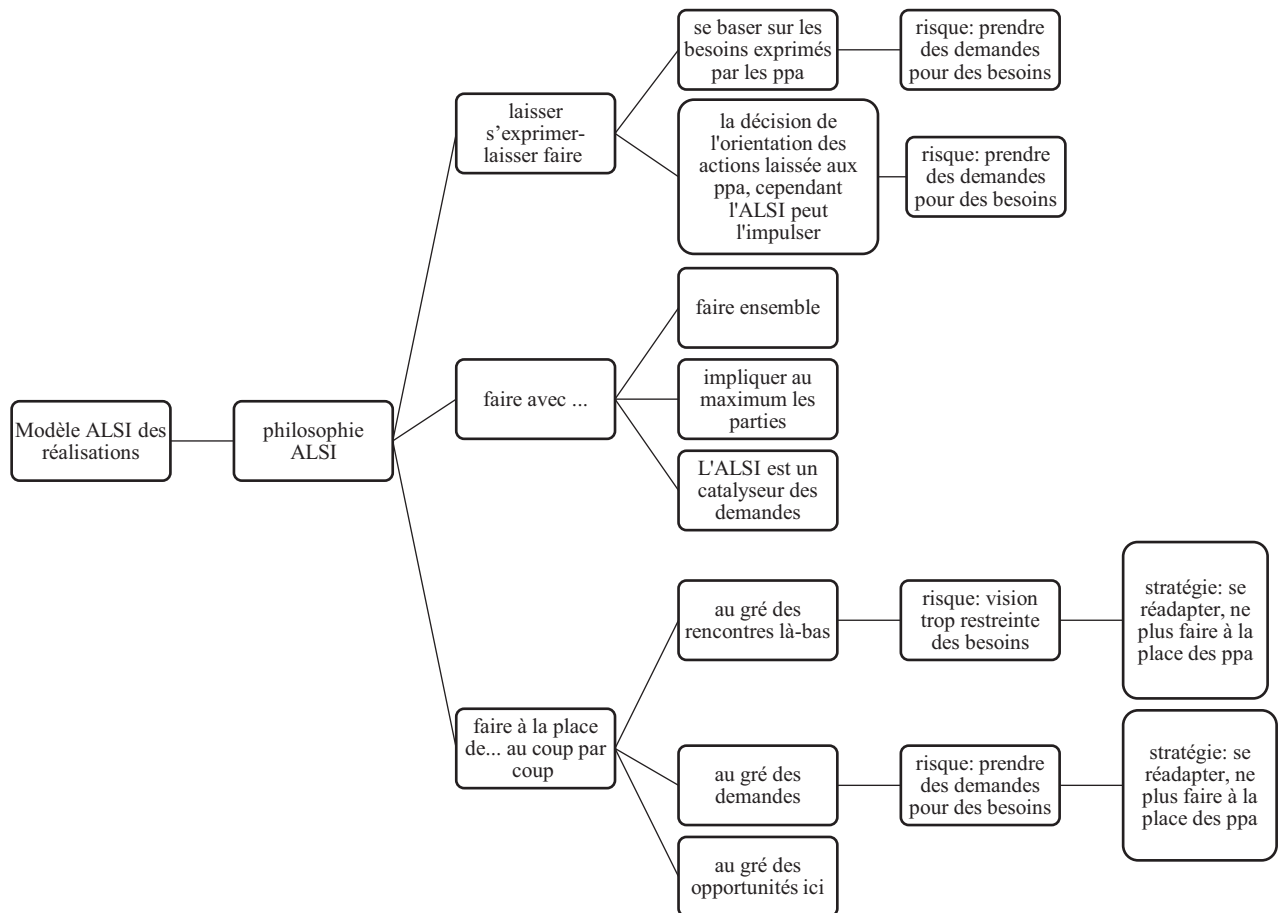 se baser sur les
besoins exprimés
par les ppa
risque: prendre
des demandes
pour des besoins
laisser
s’exprimer-
laisser faire
la décision de
l'orientation des
actions laissée aux
ppa, cependant
l'ALSI peut
l'impulser
risque: prendre
des demandes
pour des besoins
faire ensemble
Modèle ALSI des
réalisations
philosophie
ALSI
faire avec ...
impliquer au
maximum les
parties
L'ALSI est un
catalyseur des
demandes
au gré des
rencontres là-bas
risque: vision
trop restreinte
des besoins
stratégie: se
réadapter, ne
plus faire à la
place des ppa
faire à la place
de... au coup par
coup
au gré des
demandes
risque: prendre
des demandes
pour des besoins
stratégie: se
réadapter, ne
plus faire à la
place des ppa
au gré des
opportunités ici